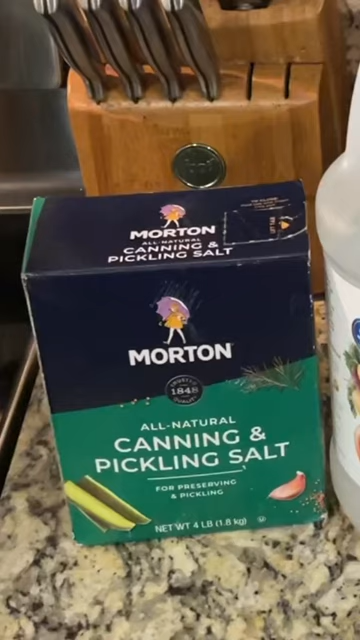 MORTON
ALL-NATURAL
CANNING &
PICKLING SALT
MORTON
1848
ALL-NATURAL
CANNING &
PICKLING SALT
FOR PRESERVING
& PICKLING
NET WT 4 LB (1.8 kg)